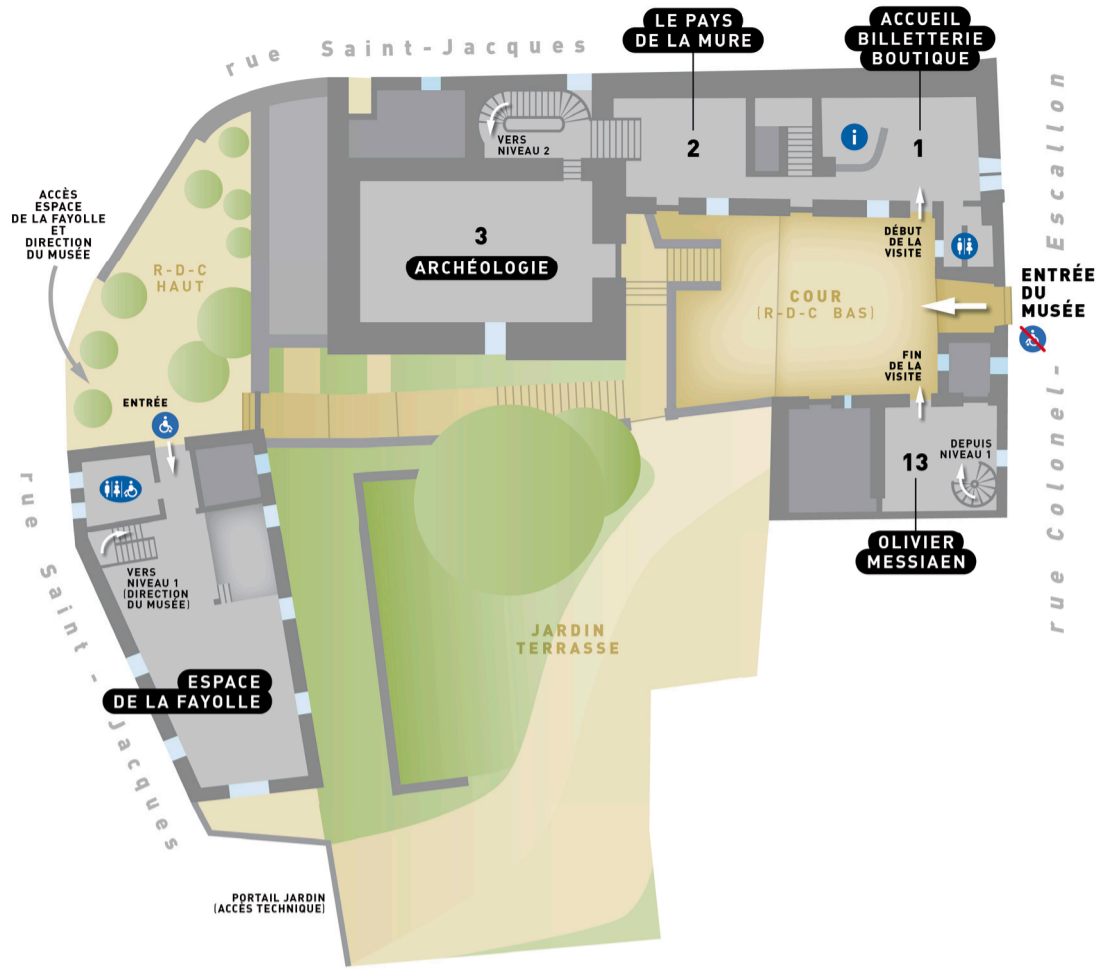 rue Saint-Jacques
LE PAYS
DE LA MURE
ACCUEIL
BILLETTERIE
BOUTIQUE
rue Colonel-Escallon
VERS
NIVEAU 2
2
i
1
ACCÈS
ESPACE
DE LA FAYOLLE
ET
DIRECTION
DU MUSÉE
R-D-C
HAUT
3
ARCHÉOLOGIE
DÉBUT
DE LA
VISITE
COUR
(R-D-C BAS)
ENTRÉE
DU
MUSÉE
FIN
DE LA
VISITE
ENTRÉE
13
DEPUIS
NIVEAU 1
OLIVIER
MESSIAEN
rue Saint-Jacques
VERS
NIVEAU 1
(DIRECTION
DU MUSÉE)
JARDIN
TERRASSE
ESPACE
DE LA FAYOLLE
PORTAIL JARDIN
(ACCÈS TECHNIQUE)